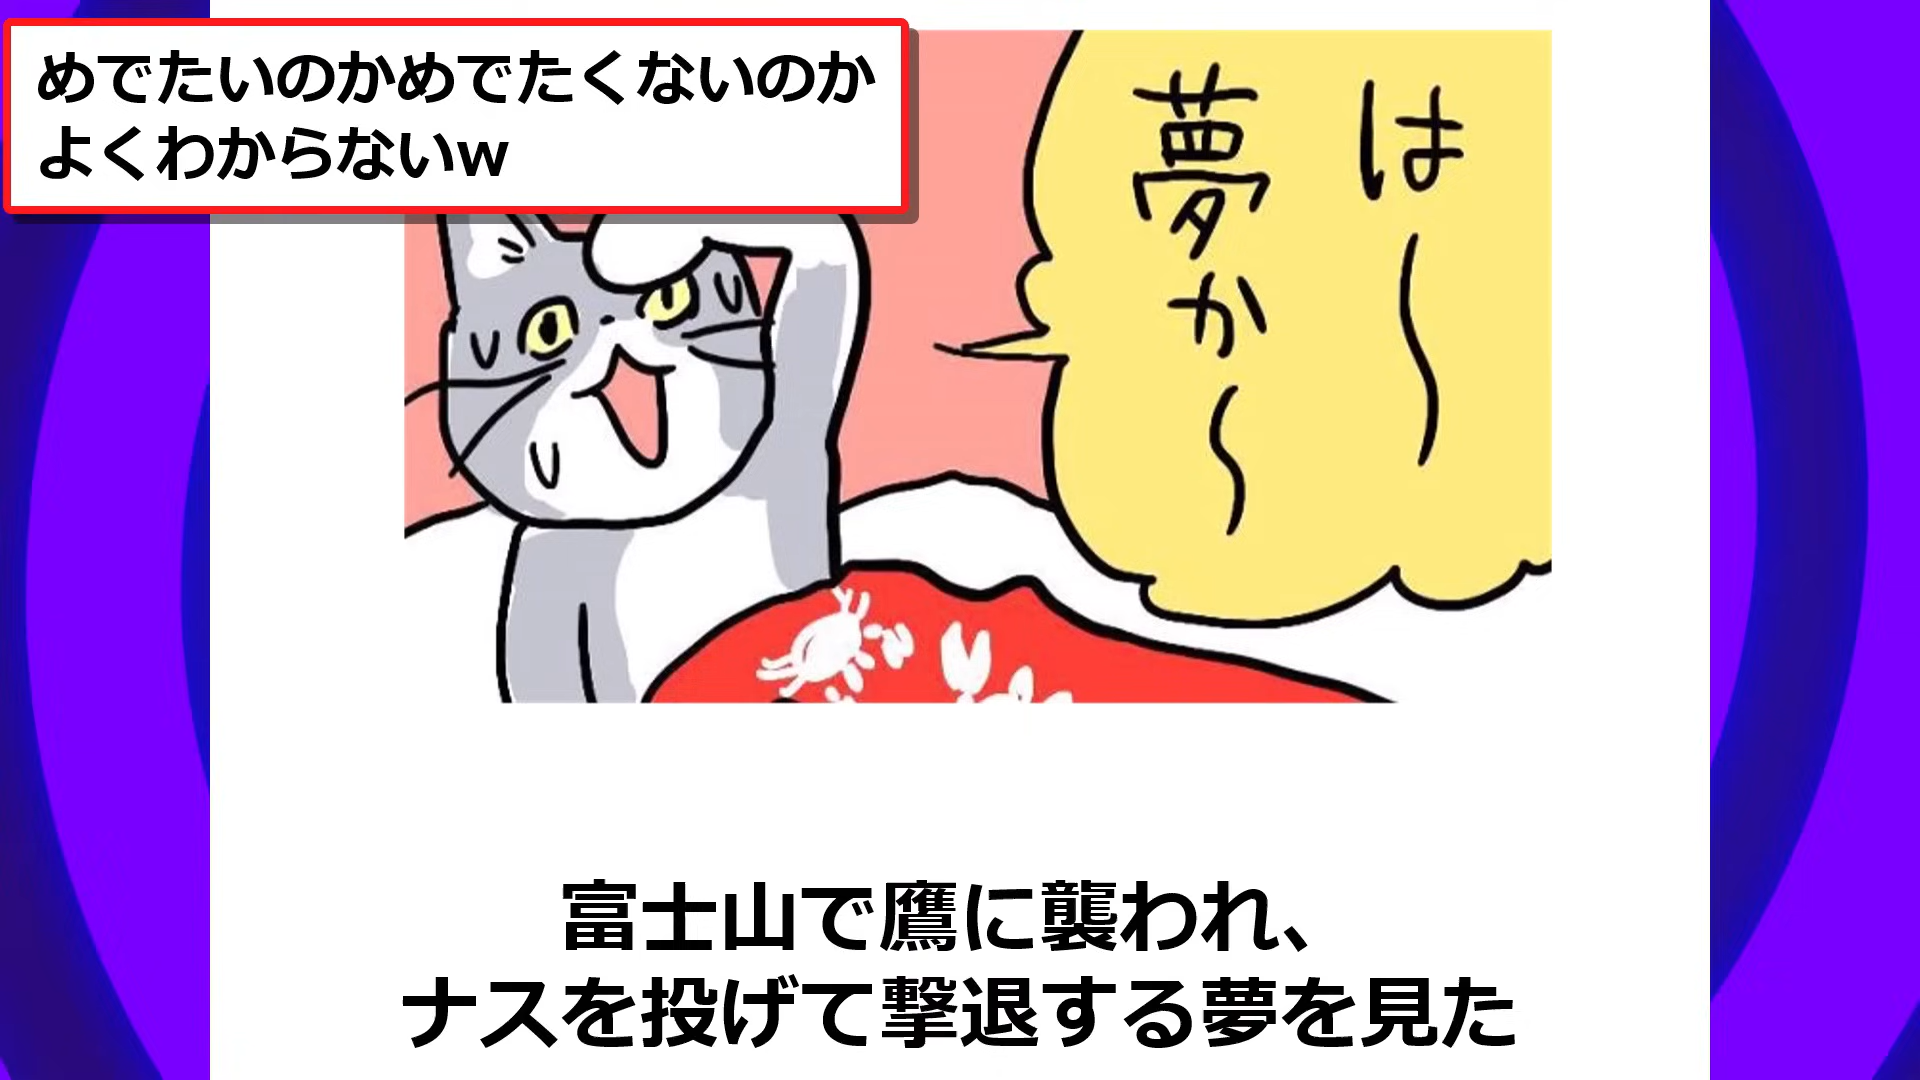 めでたいのかめでたくないのか
よくわからないw
は〜
夢か〜
富士山で鷹に襲われ、
ナスを投げて撃退する夢を見た